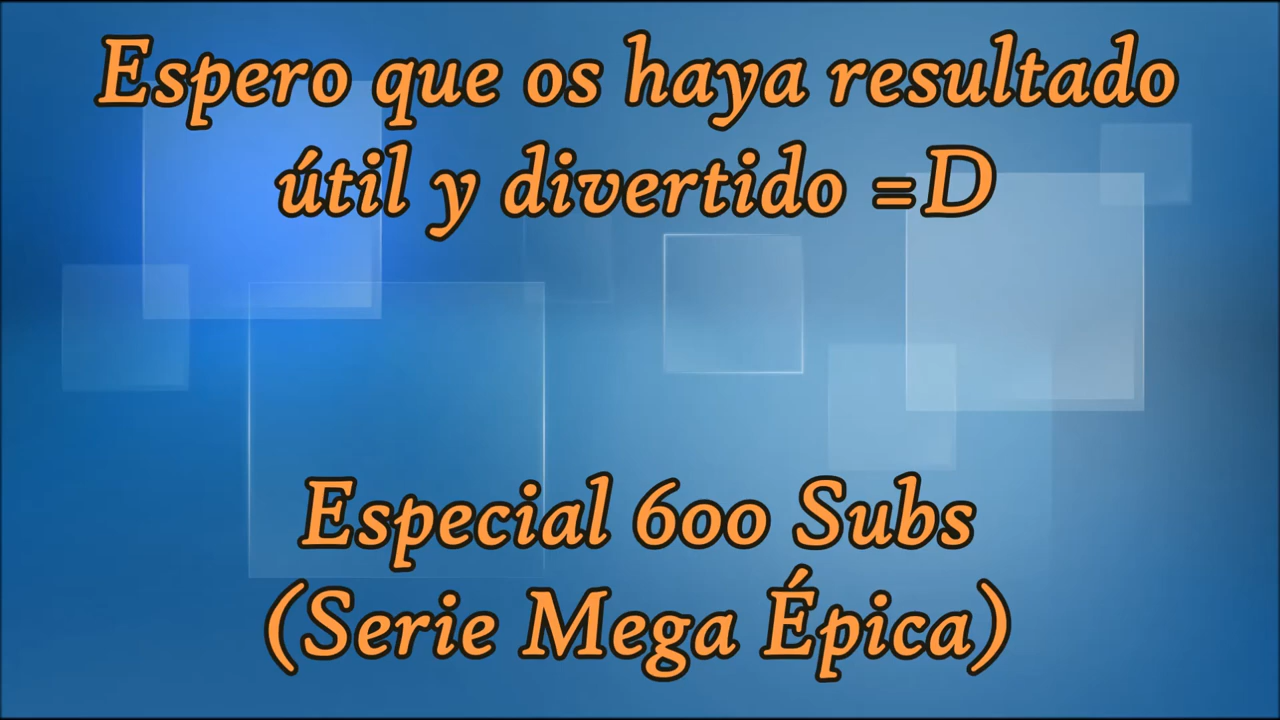 Espero que os haya resultado
útil y divertido =D
Especial 600 Subs
(Serie Mega Épica)